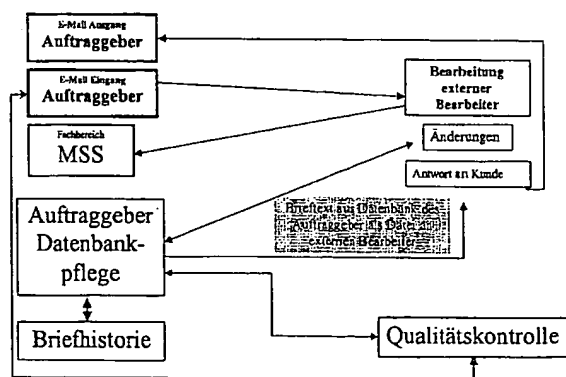 E-Mail Ausgang
Auftraggeber
E-Mail Eingang
Auftraggeber
Fachbereich
MSS
Auftraggeber
Datenbank-
pflege
Briefhistorie
Bearbeitung
externer
Bearbeiter
Änderungen
Antwort an Kunde
Brieftext aus Datenbank des
Auftraggeber als Datei
externen Bearbeiter
Qualitätskontrolle